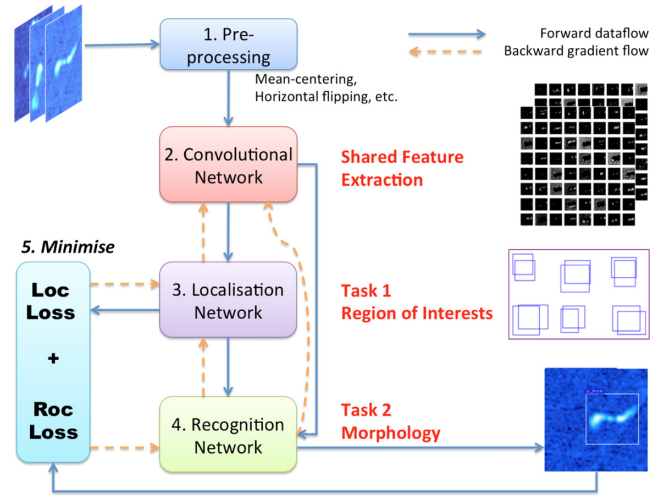 1. Pre-
processing
Forward dataflow
Backward gradient flow
Mean-centering,
Horizontal flipping, etc.
2. Convolutional
Network
Shared Feature
Extraction
5. Minimise
Loc
Loss
+
Roc
Loss
3. Localisation
Network
Task 1
Region of Interests
4. Recognition
Network
Task 2
Morphology